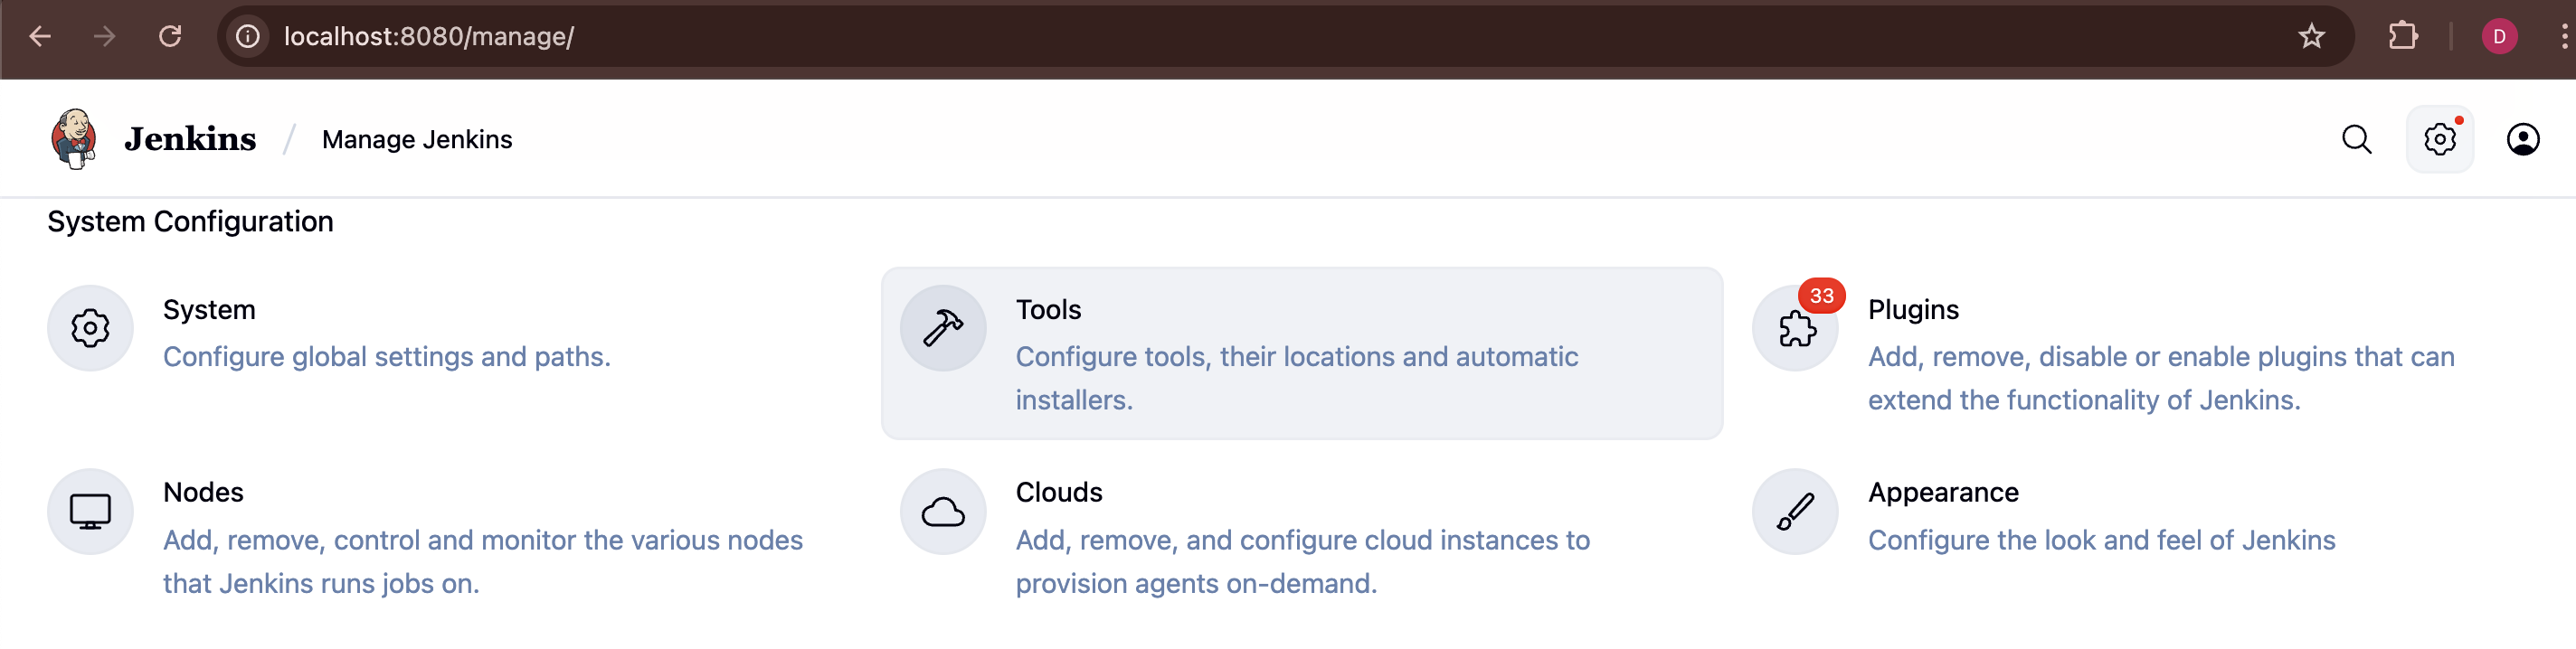 localhost:8080/manage/
D
Jenkins / Manage Jenkins
System Configuration
System
Configure global settings and paths.
Tools
Configure tools, their locations and automatic
installers.
33
Plugins
Add, remove, disable or enable plugins that can
extend the functionality of Jenkins.
Nodes
Add, remove, control and monitor the various nodes
that Jenkins runs jobs on.
Clouds
Add, remove, and configure cloud instances to
provision agents on-demand.
Appearance
Configure the look and feel of Jenkins